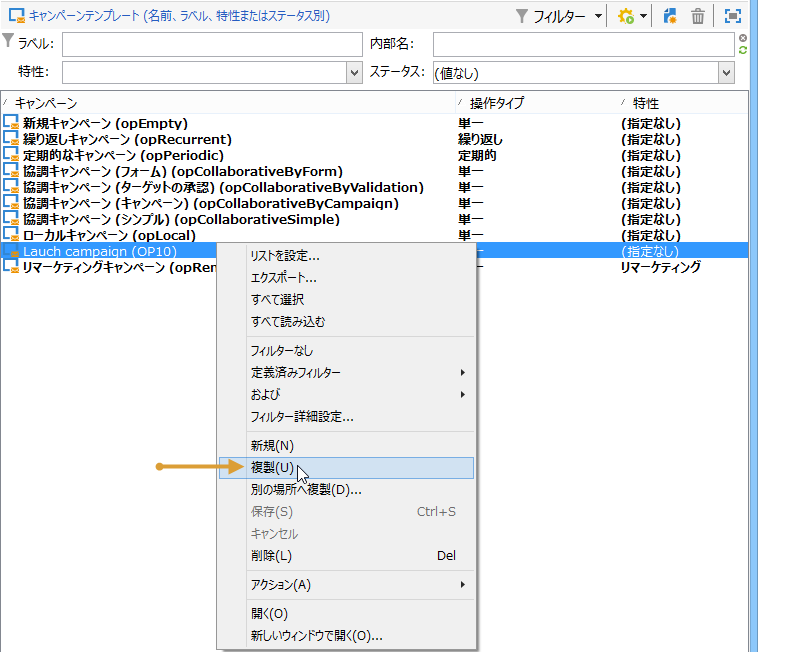 キャンペーンテンプレート (名前、ラベル、特性またはステータス別)
フィルター
ラベル:
内部名:
特性:
ステータス: (値なし)
キャンペーン 操作タイプ 特性
新規キャンペーン (opEmpty) 単一 (指定なし)
繰り返しキャンペーン (opRecurrent) 繰り返し (指定なし)
定期的なキャンペーン (opPeriodic) 定期的 (指定なし)
協調キャンペーン (フォーム) (opCollaborativeByForm) 単一 (指定なし)
協調キャンペーン (ターゲットの承認) (opCollaborativeByValidation) 単一 (指定なし)
協調キャンペーン (キャンペーン) (opCollaborativeByCampaign) 単一 (指定なし)
協調キャンペーン (シンプル) (opCollaborativeSimple) 単一 (指定なし)
ローカルキャンペーン (opLocal) 単一 (指定なし)
Lauch campaign (OP10) (指定なし)
リマーケティングキャンペーン (opRen リマーケティング
リストを設定...
エクスポート...
すべて選択
すべて読み込む
フィルターなし
定義済みフィルター
および
フィルター詳細設定...
新規(N)
複製(U)
別の場所へ複製(D)...
保存(S) Ctrl+S
キャンセル
削除(L) Del
アクション(A)
開く(O)
新しいウィンドウで開く(O)...